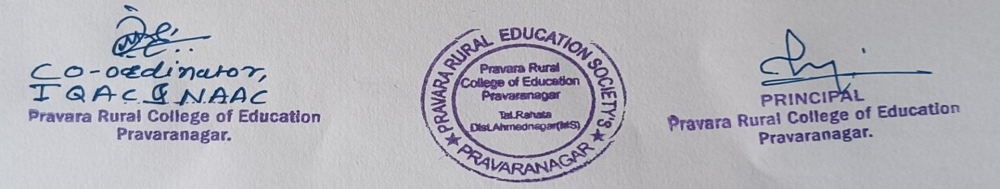 Co-ordinator,
IQAC & NAAC
Pravara Rural College of Education
Pravaranagar.
PRAVARA RURAL EDUCATION SOCIETY'S
Pravara Rural
College of Education
Pravaranagar
Tal.Rahata
Dist.Ahmednagar(MS)
★ PRAVARANAGAR ★
PRINCIPAL
Pravara Rural College of Education
Pravaranagar.